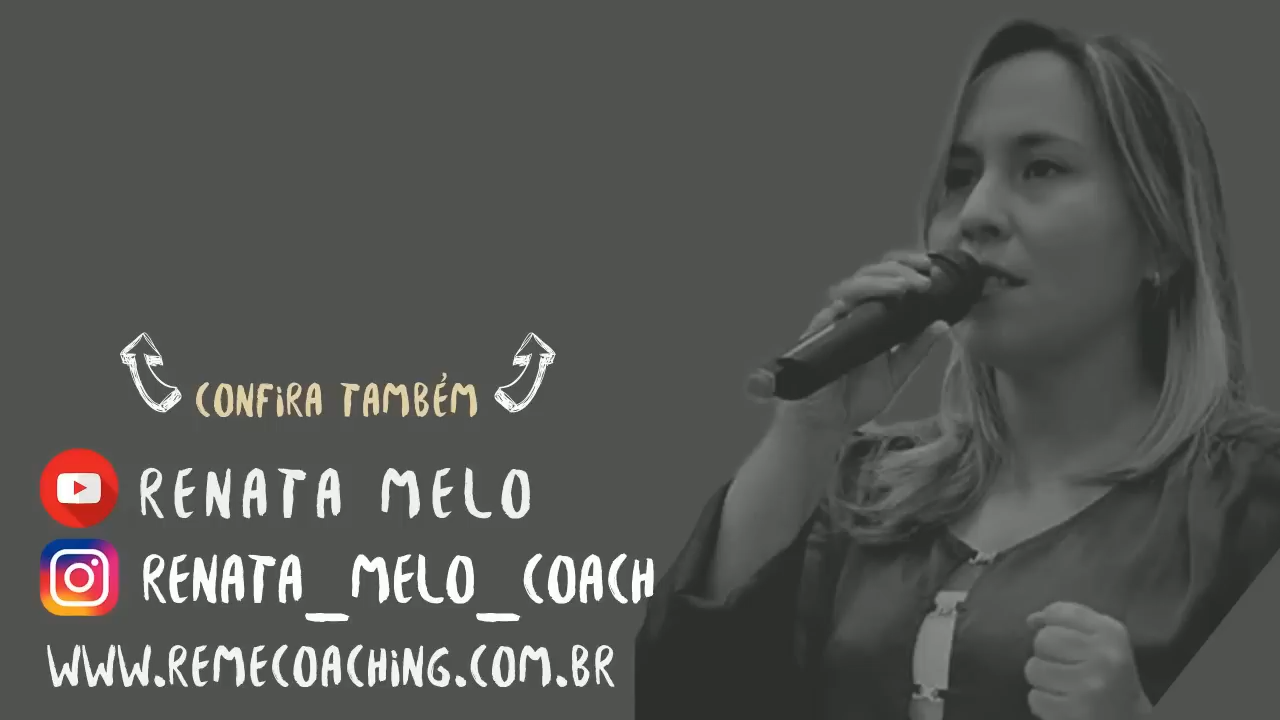 CONFIRA TAMBÉM
RENATA MELO
RENATA_MELO_COACH
WWW.REMECOACHING.COM.BR